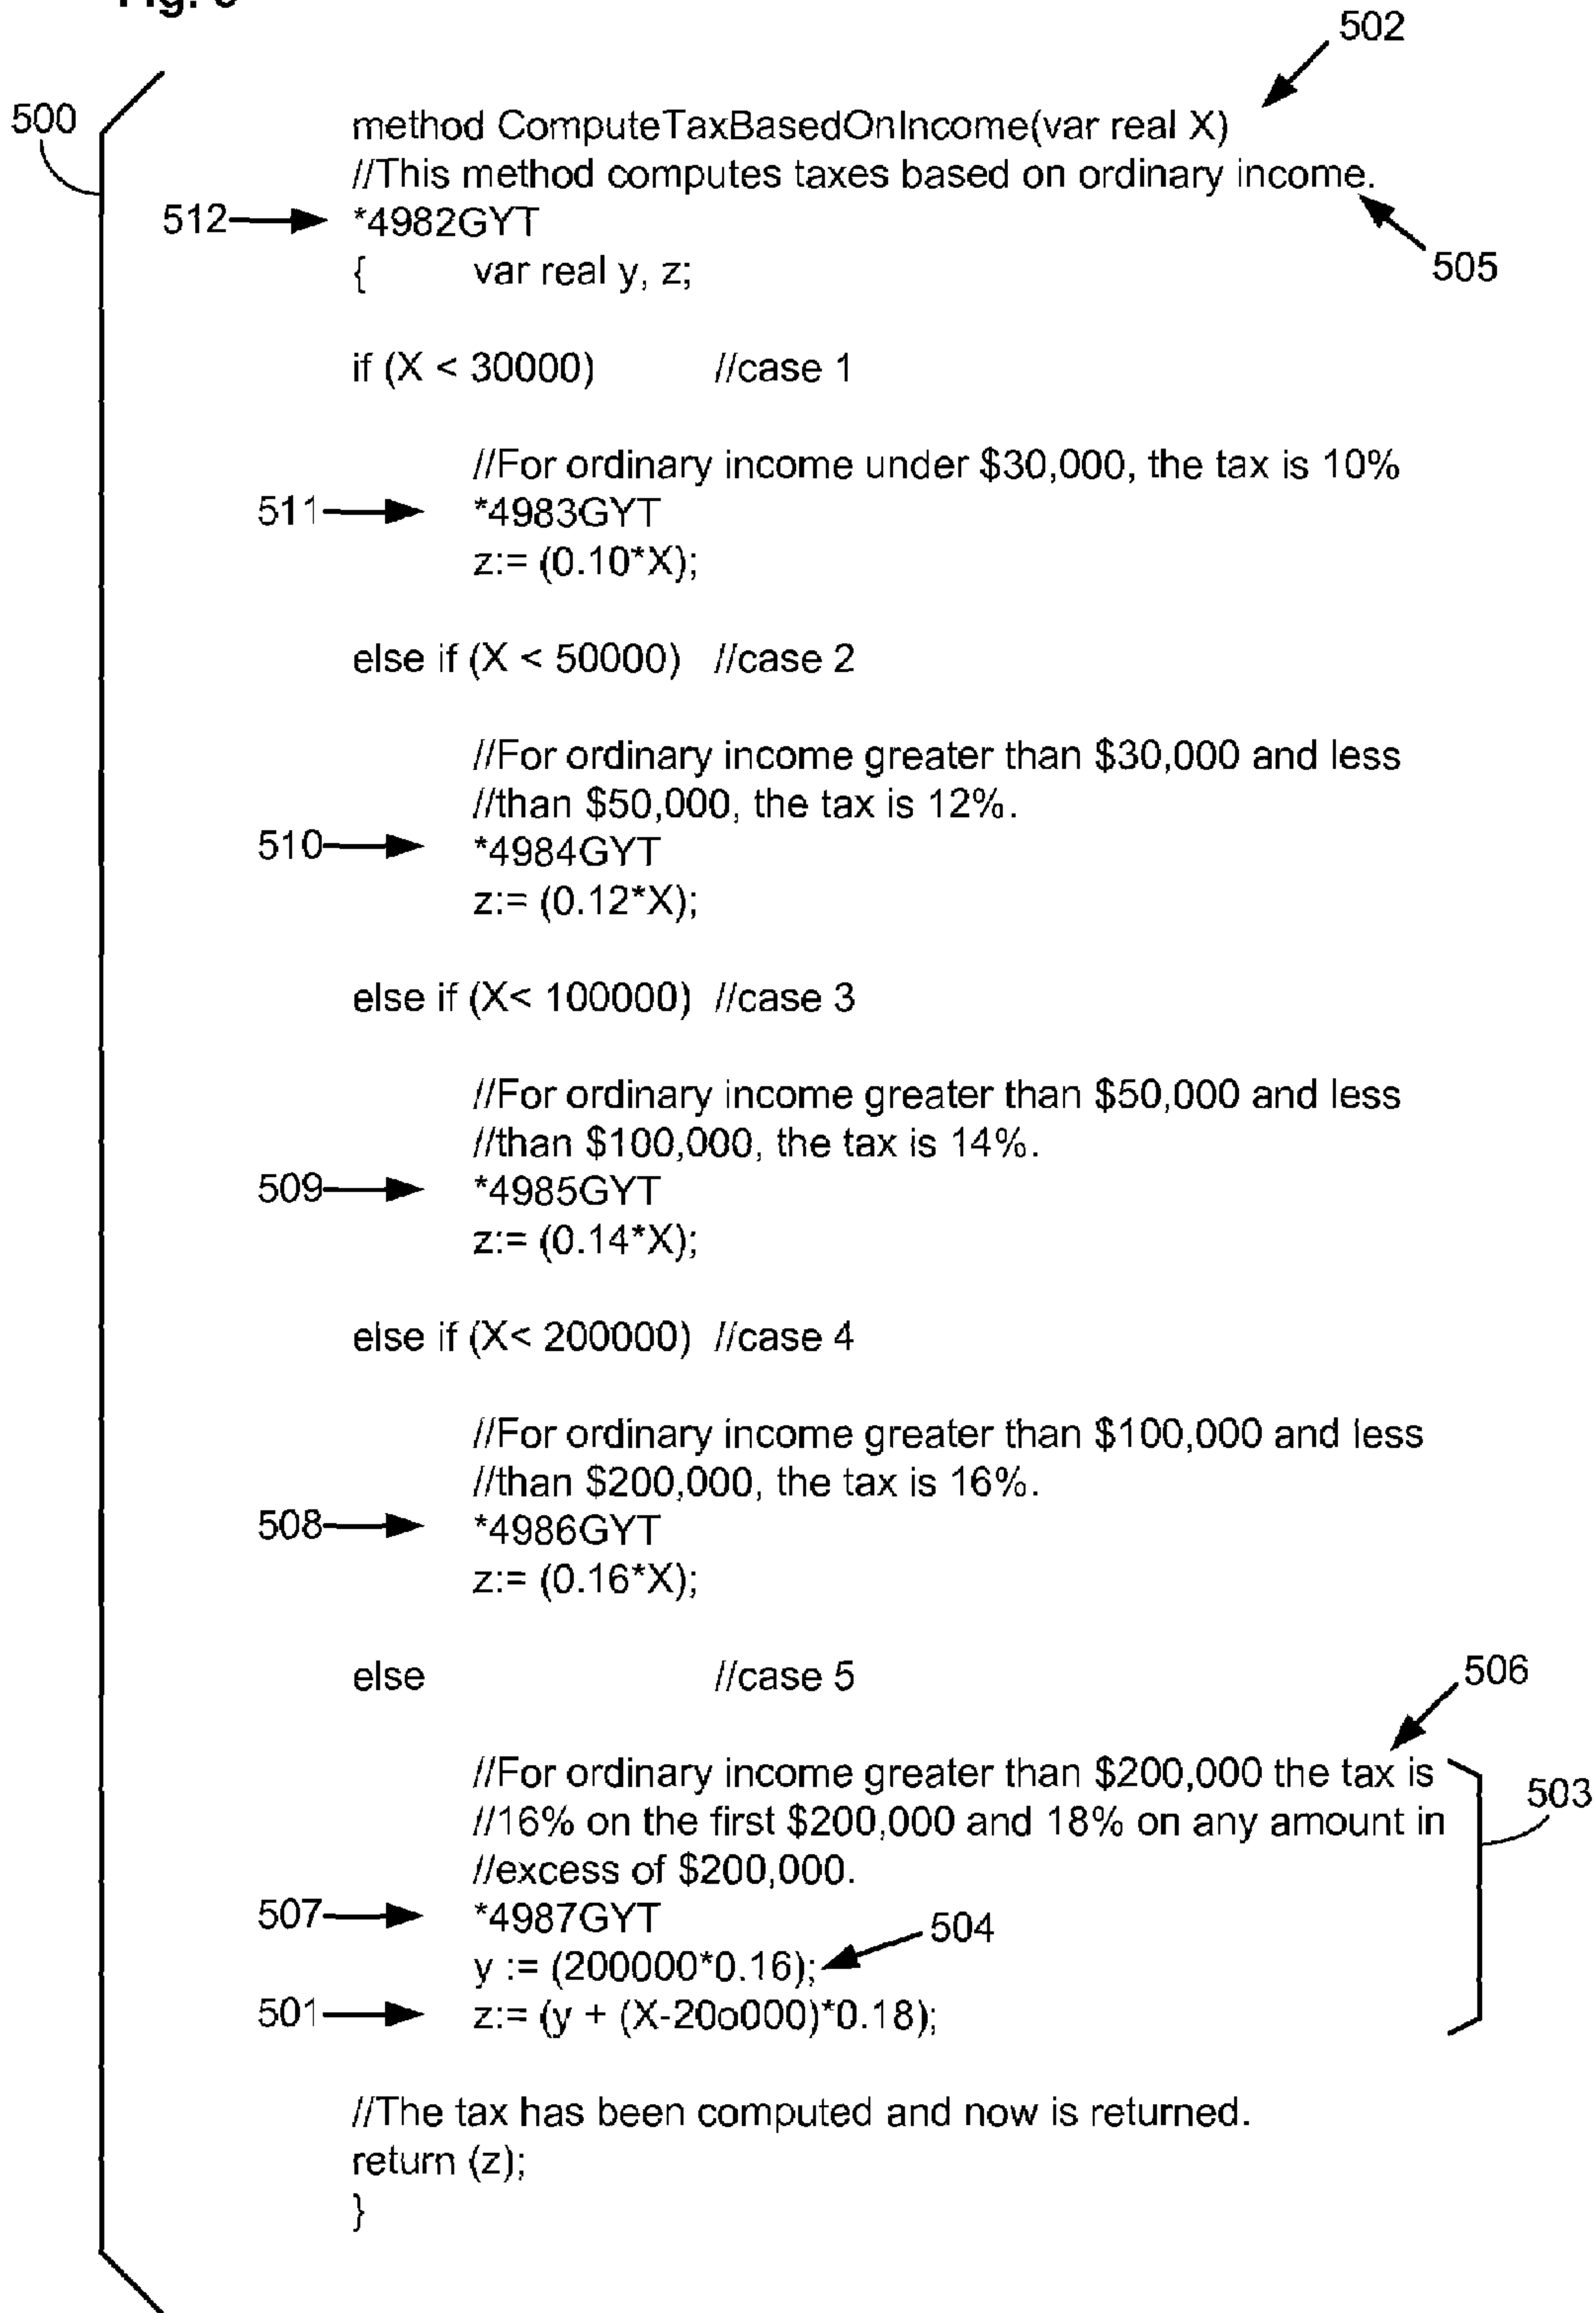 502
500
method ComputeTaxBasedOnIncome(var real X)
//This method computes taxes based on ordinary income.
512 *4982GYT
505
{ var real y, z;
if (X < 30000) //case 1
//For ordinary income under $30,000, the tax is 10%
511 *4983GYT
z:= (0.10*X);
else if (X < 50000) //case 2
//For ordinary income greater than $30,000 and less
//than $50,000, the tax is 12%.
510 *4984GYT
z:= (0.12*X);
else if (X< 100000) //case 3
//For ordinary income greater than $50,000 and less
//than $100,000, the tax is 14%.
509 *4985GYT
z:= (0.14*X);
else if (X< 200000) //case 4
//For ordinary income greater than $100,000 and less
//than $200,000, the tax is 16%.
508 *4986GYT
z:= (0.16*X);
else //case 5
506
//For ordinary income greater than $200,000 the tax is
503
//16% on the first $200,000 and 18% on any amount in
//excess of $200,000.
507 *4987GYT
504
y := (200000*0.16);
501 z:= (y + (X-20o000)*0.18);
//The tax has been computed and now is returned.
return (z);
}